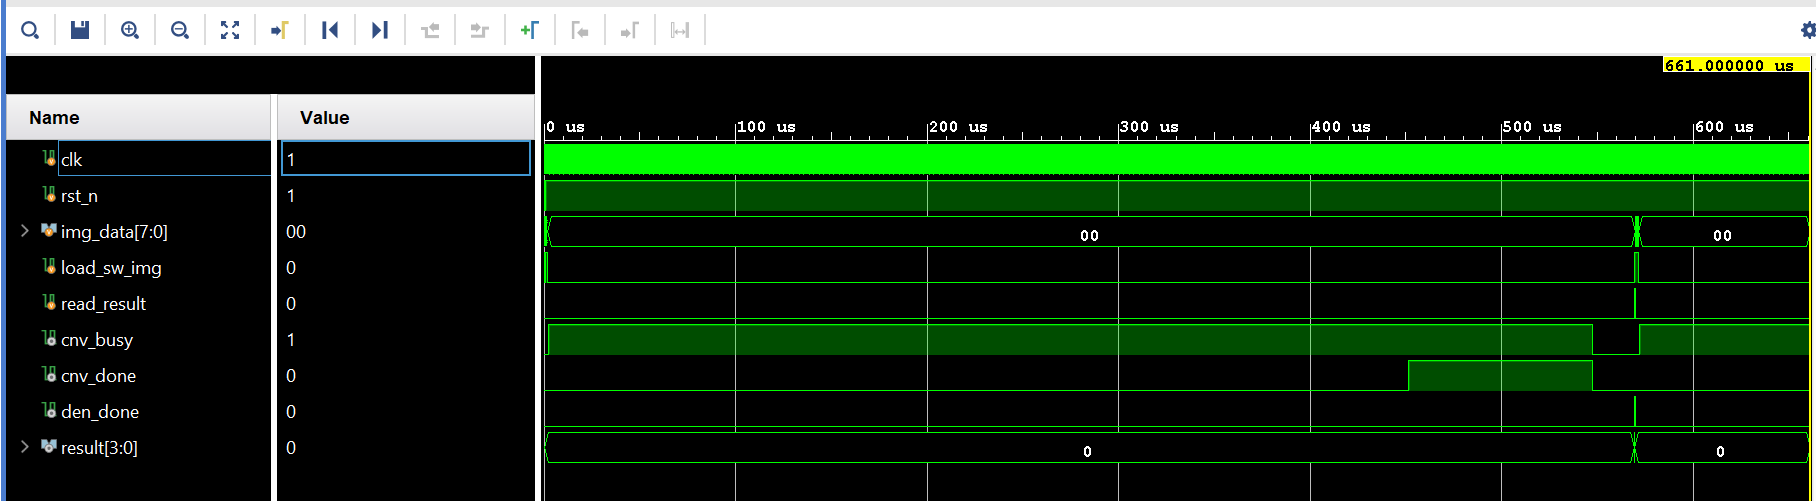 661.000000 us
Name Value
0 us 100 us 200 us 300 us 400 us 500 us 600 us
clk 1
rst_n 1
img_data[7:0] 00 00 00
load_sw_img 0
read_result 0
cnv_busy 1
cnv_done 0
den_done 0
result[3:0] 0 0 0